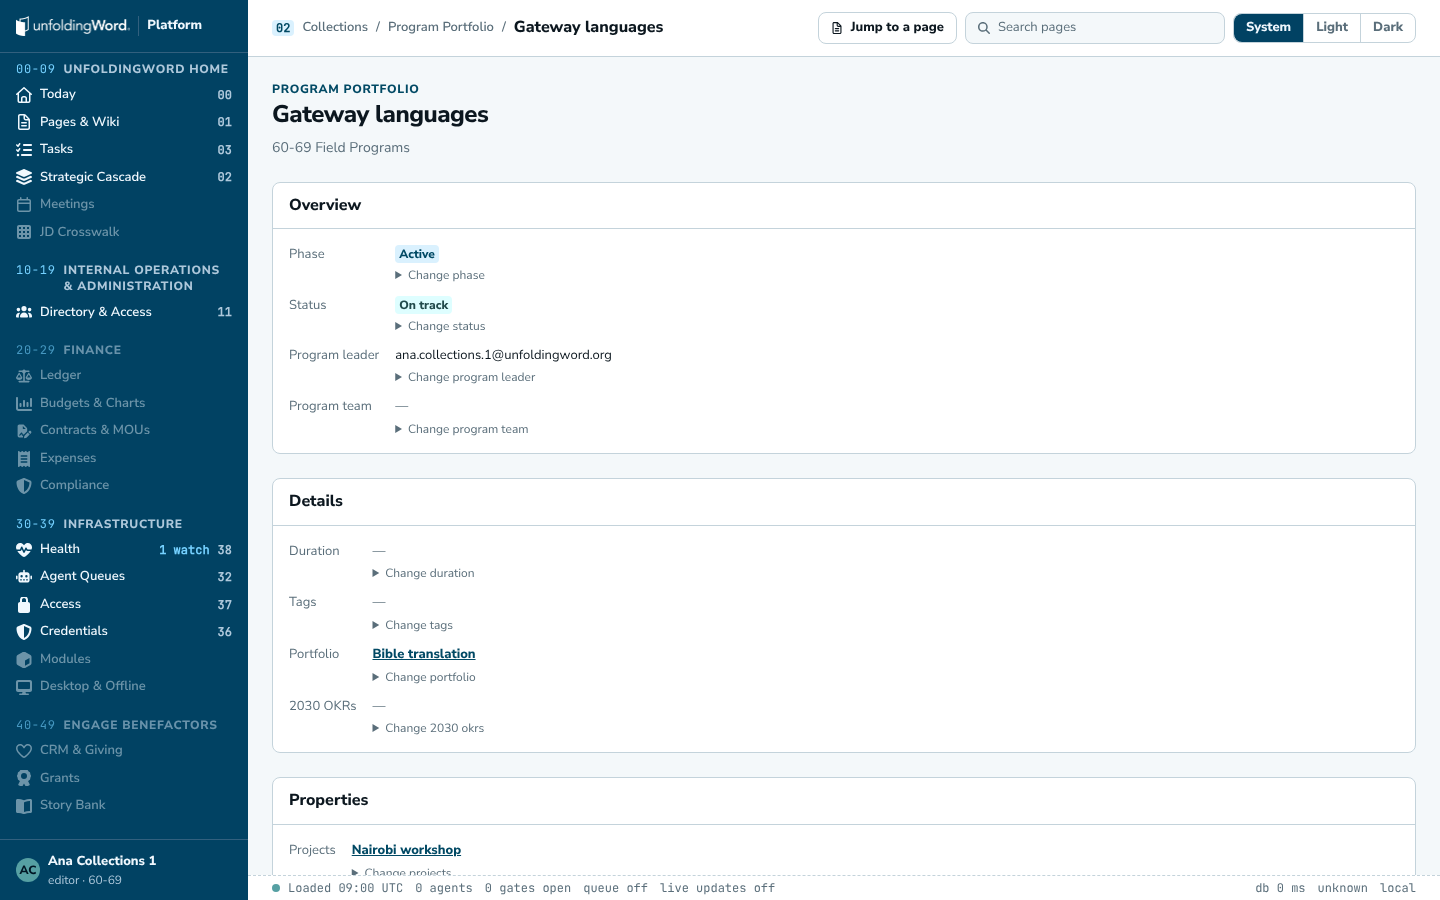 unfoldingWord Platform
00-09 UNFOLDINGWORD HOME
Today 00
Pages & Wiki 01
Tasks 03
Strategic Cascade 02
Meetings
JD Crosswalk
10-19 INTERNAL OPERATIONS
& ADMINISTRATION
Directory & Access 11
20-29 FINANCE
Ledger
Budgets & Charts
Contracts & MOUs
Expenses
Compliance
30-39 INFRASTRUCTURE
Health 1 watch 38
Agent Queues 32
Access 37
Credentials 36
Modules
Desktop & Offline
40-49 ENGAGE BENEFACTORS
CRM & Giving
Grants
Story Bank
AC Ana Collections 1
editor · 60-69
02 Collections / Program Portfolio / Gateway languages
Jump to a page
Search pages
System Light Dark
PROGRAM PORTFOLIO
Gateway languages
60-69 Field Programs
Overview
Phase Active
Change phase
Status On track
Change status
Program leader ana.collections.1@unfoldingword.org
Change program leader
Program team —
Change program team
Details
Duration —
Change duration
Tags —
Change tags
Portfolio Bible translation
Change portfolio
2030 OKRs —
Change 2030 okrs
Properties
Projects Nairobi workshop
Change projects
Loaded 09:00 UTC 0 agents 0 gates open queue off live updates off
db 0 ms unknown local